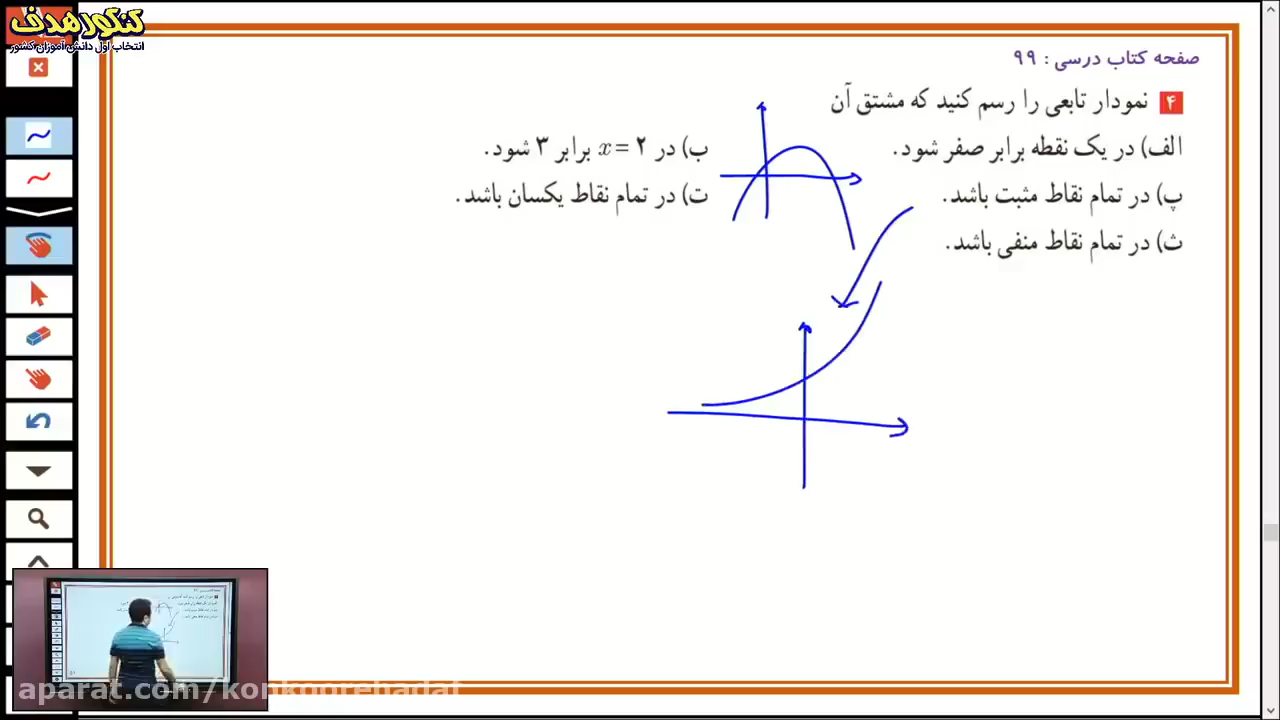 کنکور هدف
انتخاب اول دانش آموزان کشور
صفحه کتاب درسی : ۹۹
۴ نمودار تابعی را رسم کنید که مشتق آن
الف) در یک نقطه برابر صفر شود.
ب) در x = ۲ برابر ۳ شود.
پ) در تمام نقاط مثبت باشد.
ت) در تمام نقاط یکسان باشد.
ث) در تمام نقاط منفی باشد.
aparat.com/konkoorehadaf